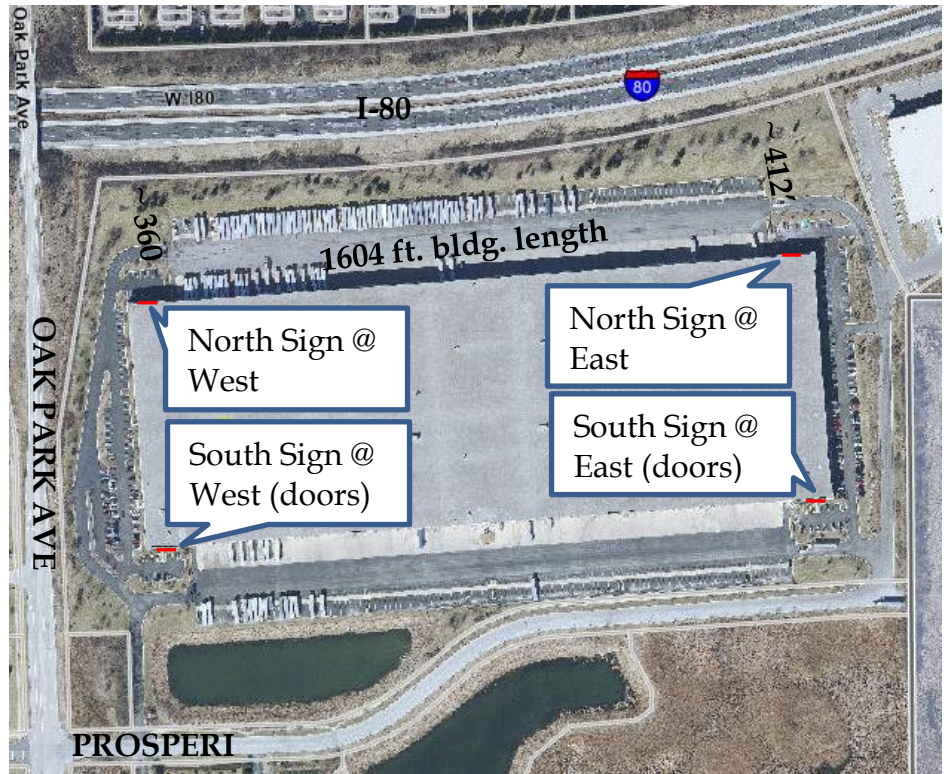 Oak Park Ave
W I80
I-80
80
~ 412'
~ 360
1604 ft. bldg. length
North Sign @
West
North Sign @
East
South Sign @
West (doors)
South Sign @
East (doors)
OAK PARK AVE
PROSPERI